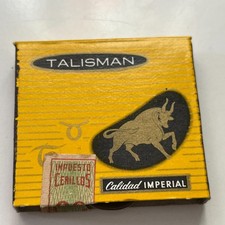 TALISMAN
IMPUESTO
CERILLOS
Calidad IMPERIAL